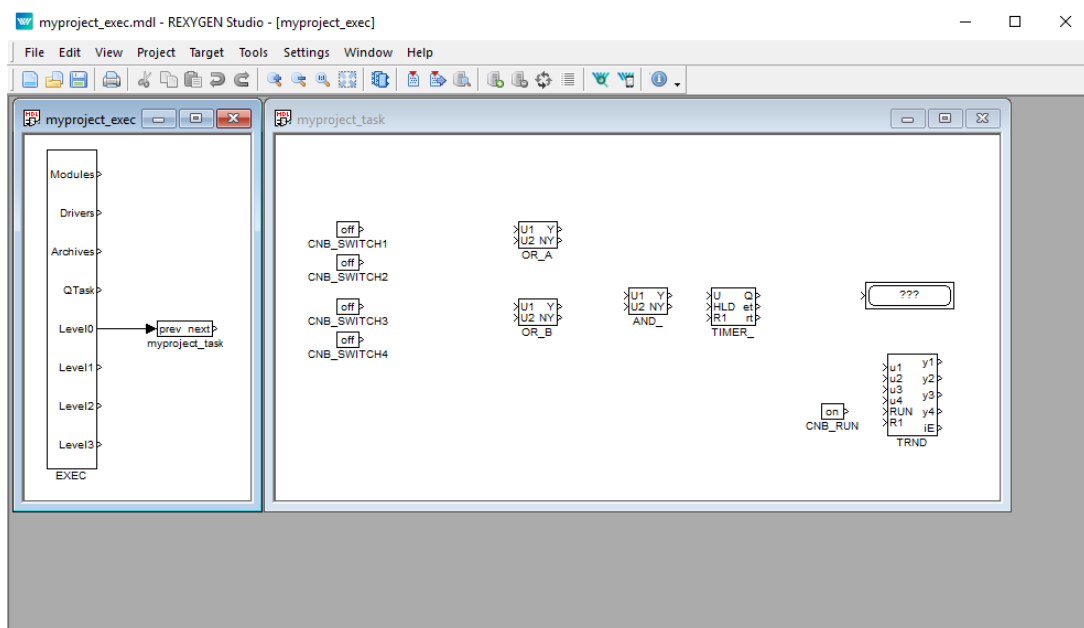 myproject_exec.mdl - REXYGEN Studio - [myproject_exec]
File Edit View Project Target Tools Settings Window Help
myproject_exec
Modules
Drivers
Archives
QTask
Level0
prev next
myproject_task
Level1
Level2
Level3
EXEC
myproject_task
off
CNB_SWITCH1
off
CNB_SWITCH2
off
CNB_SWITCH3
off
CNB_SWITCH4
U1 Y
U2 NY
OR_A
U1 Y
U2 NY
OR_B
U1 Y
U2 NY
AND_
U Q
HLD et
R1 rt
TIMER_
???
on
CNB_RUN
u1 y1
u2 y2
u3 y3
u4 y4
RUN
R1 iE
TRND